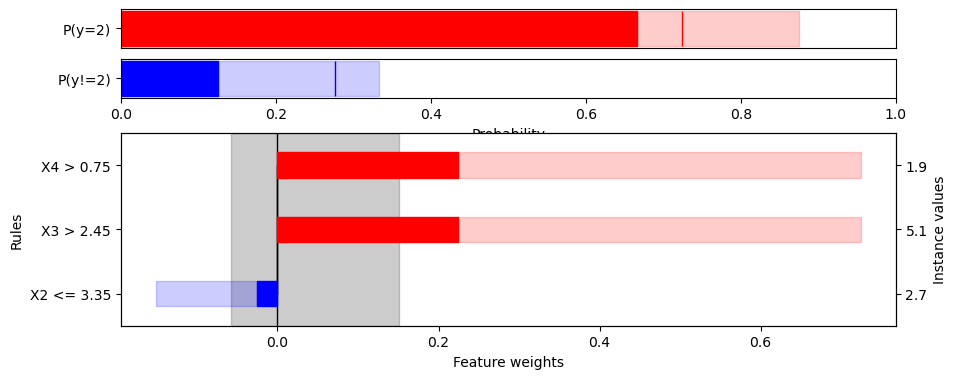 P(y=2)
P(y!=2)
0.0 0.2 0.4 0.6 0.8 1.0
Probability
X4 > 0.75 1.9
X3 > 2.45 5.1
X2 <= 3.35 2.7
Rules
Instance values
0.0 0.2 0.4 0.6
Feature weights